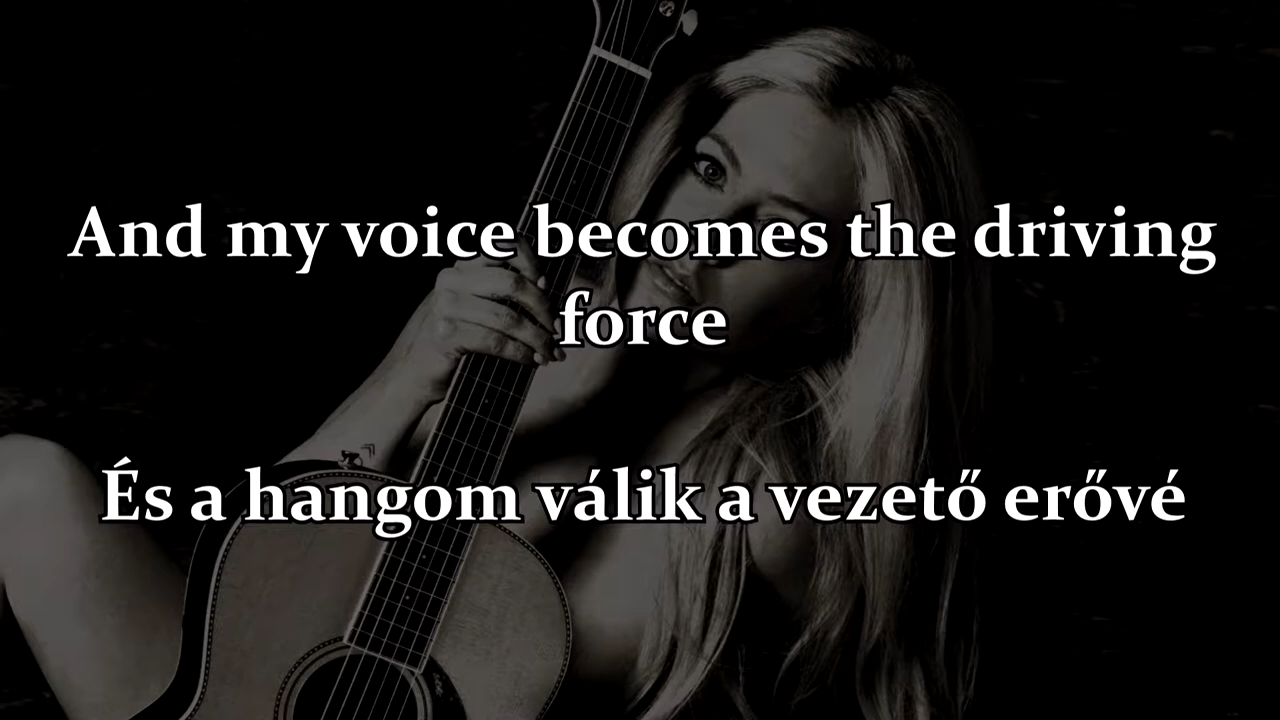 And my voice becomes the driving
force
És a hangom válik a vezető erővé